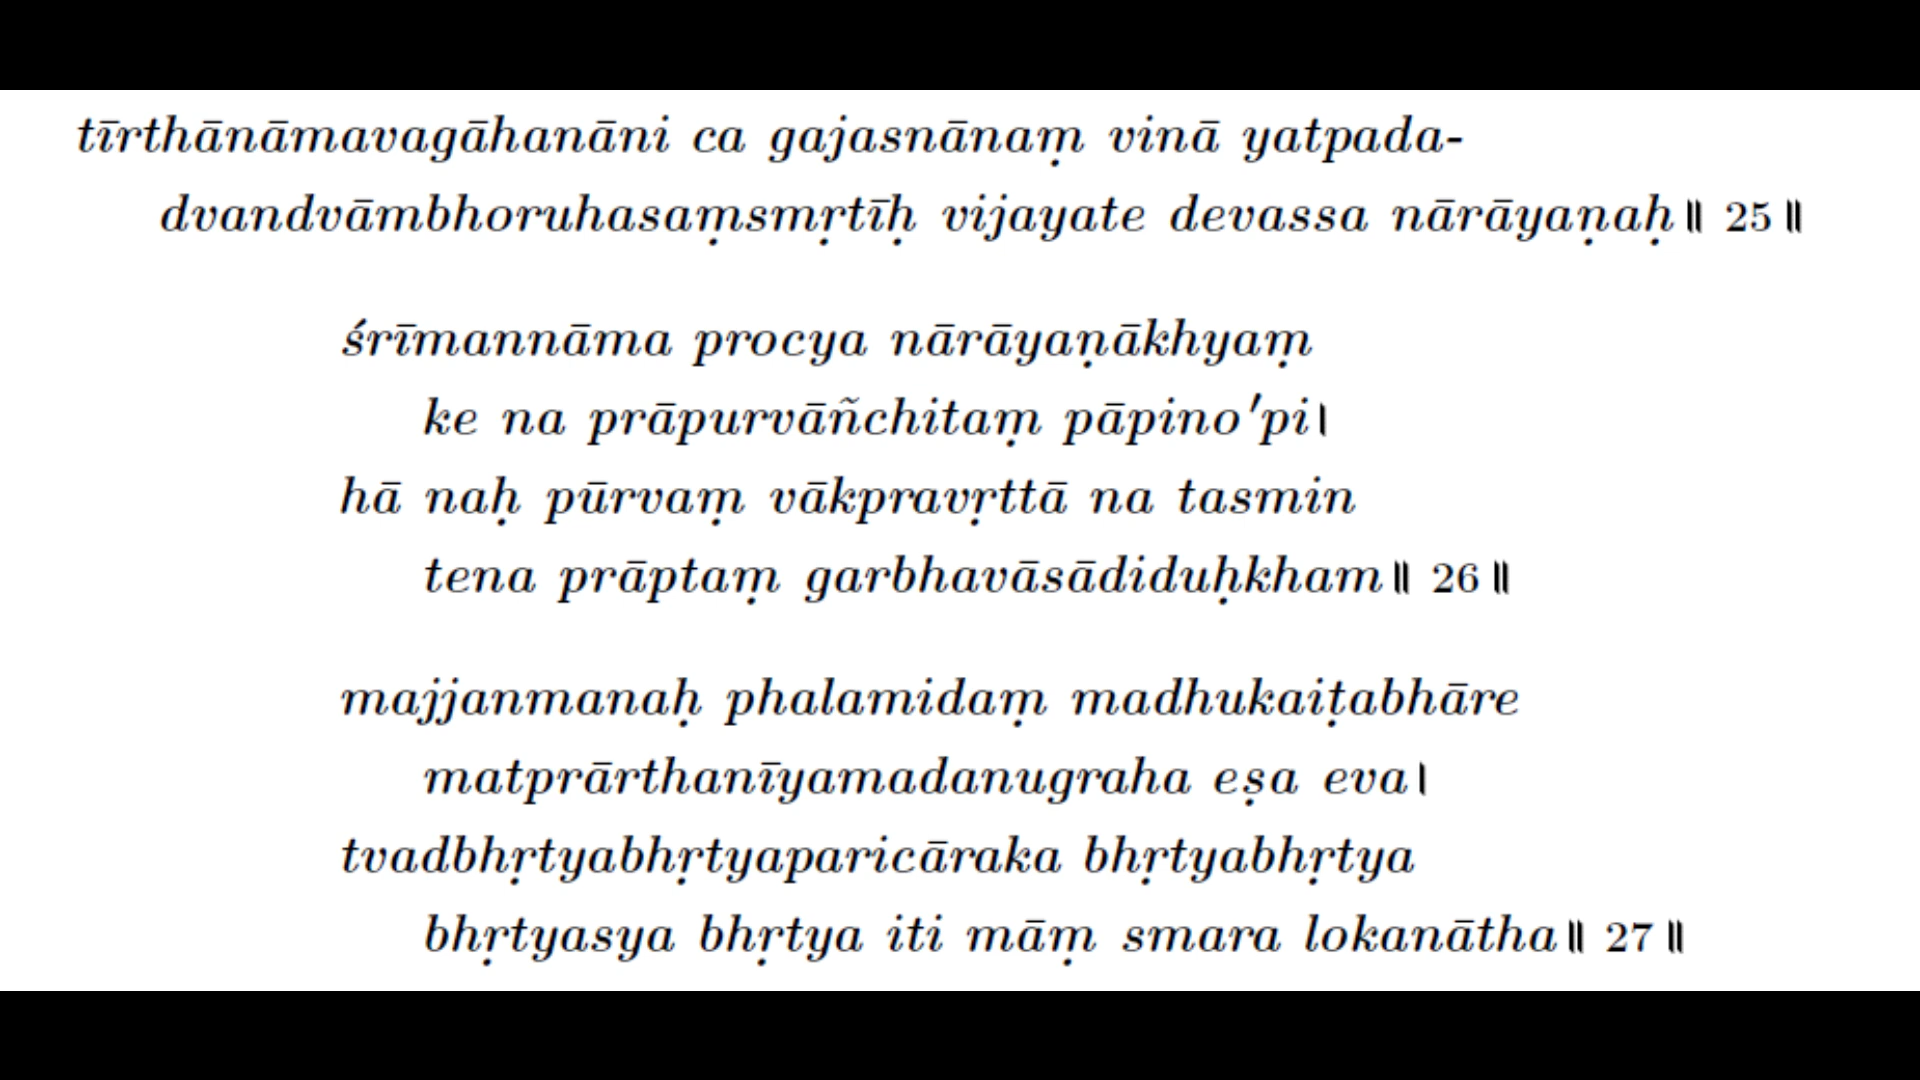 tīrthānāmavagāhanāni ca gajasnānaṃ vinā yatpada-
dvandvāmbhoruhasaṃsmṛtīḥ vijayate devassa nārāyaṇaḥ॥ 25॥
śrīmannāma procya nārāyaṇākhyaṃ
ke na prāpurvāñchitaṃ pāpino'pi।
hā naḥ pūrvaṃ vākpravṛttā na tasmin
tena prāptaṃ garbhavāsādiduḥkham॥ 26॥
majjanmanaḥ phalamidaṃ madhukaiṭabhāre
matprārthanīyamadanugraha eṣa eva।
tvadbhṛtyabhṛtyaparicāraka bhṛtyabhṛtya
bhṛtyasya bhṛtya iti māṃ smara lokanātha॥ 27॥